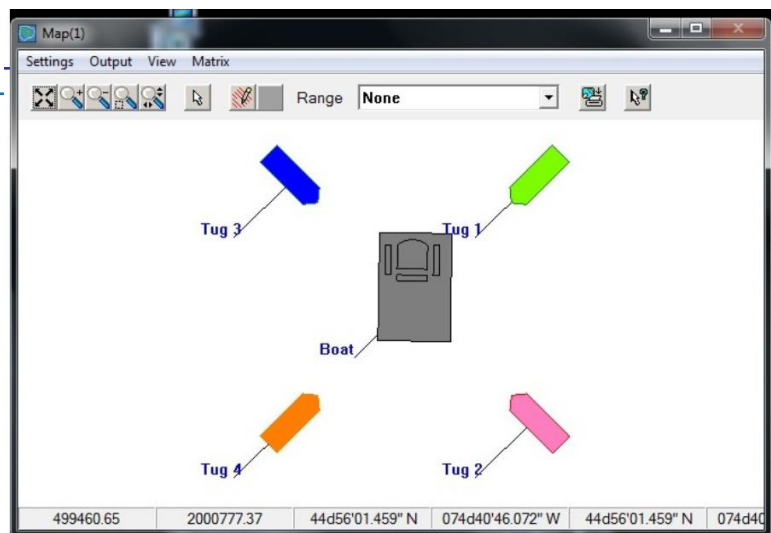 Map(1)
Settings Output View Matrix
Range None
Tug 3
Tug 1
Boat
Tug 4
Tug 2
499460.65 2000777.37 44d56'01.459" N 074d40'46.072" W 44d56'01.459" N 074d40